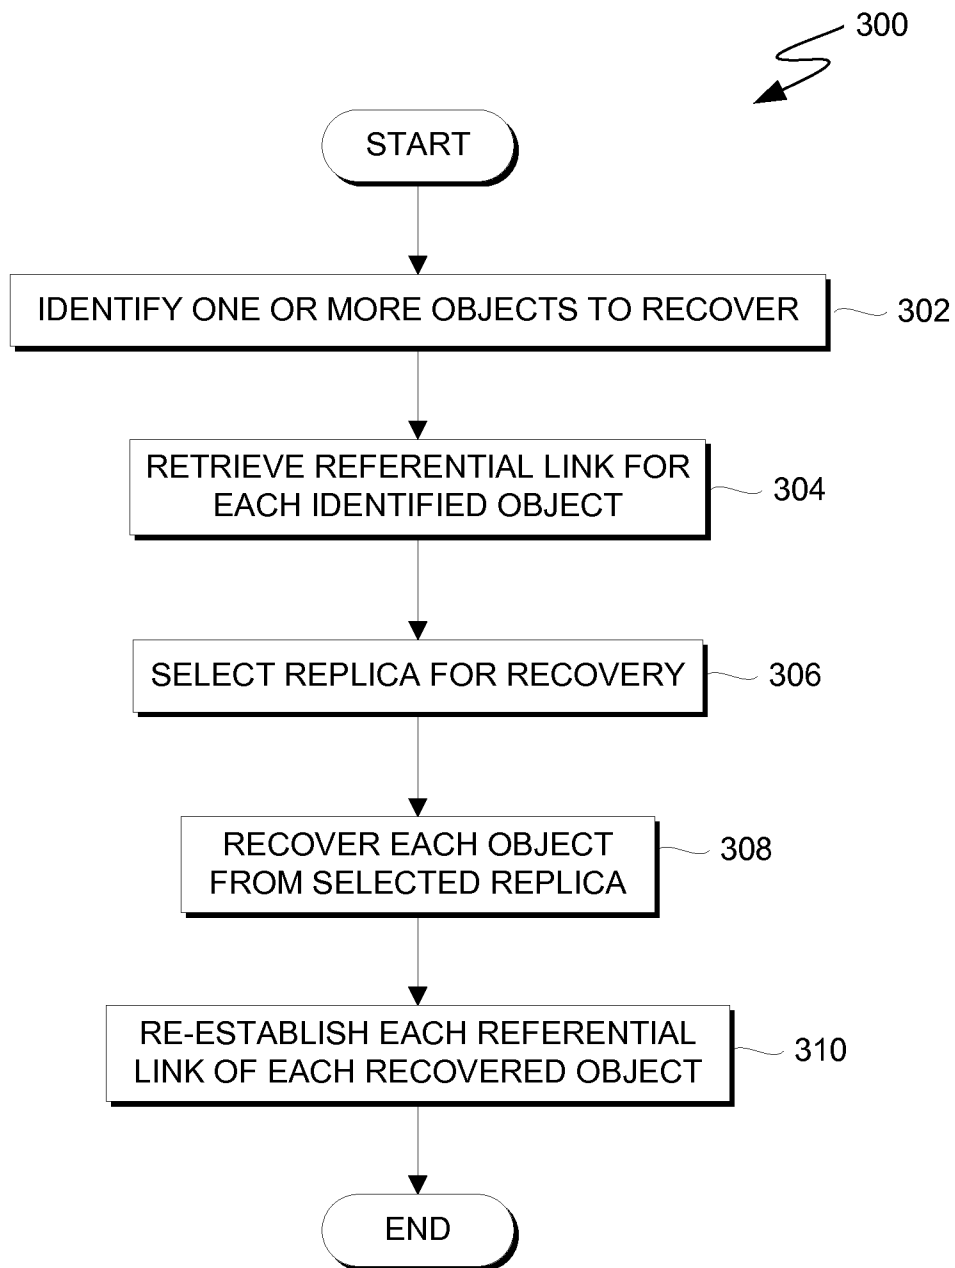 300
START
IDENTIFY ONE OR MORE OBJECTS TO RECOVER
302
RETRIEVE REFERENTIAL LINK FOR
EACH IDENTIFIED OBJECT
304
SELECT REPLICA FOR RECOVERY
306
RECOVER EACH OBJECT
FROM SELECTED REPLICA
308
RE-ESTABLISH EACH REFERENTIAL
LINK OF EACH RECOVERED OBJECT
310
END